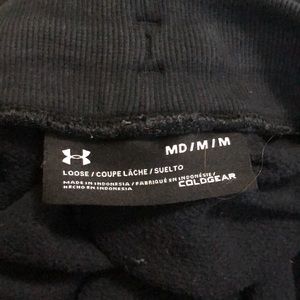 MD/M/M
LOOSE / COUPE LÂCHE / SUELTO
MADE IN INDONESIA / FABRIQUÉ EN INDONÉSIE /
HECHO EN INDONESIA
COLDGEAR